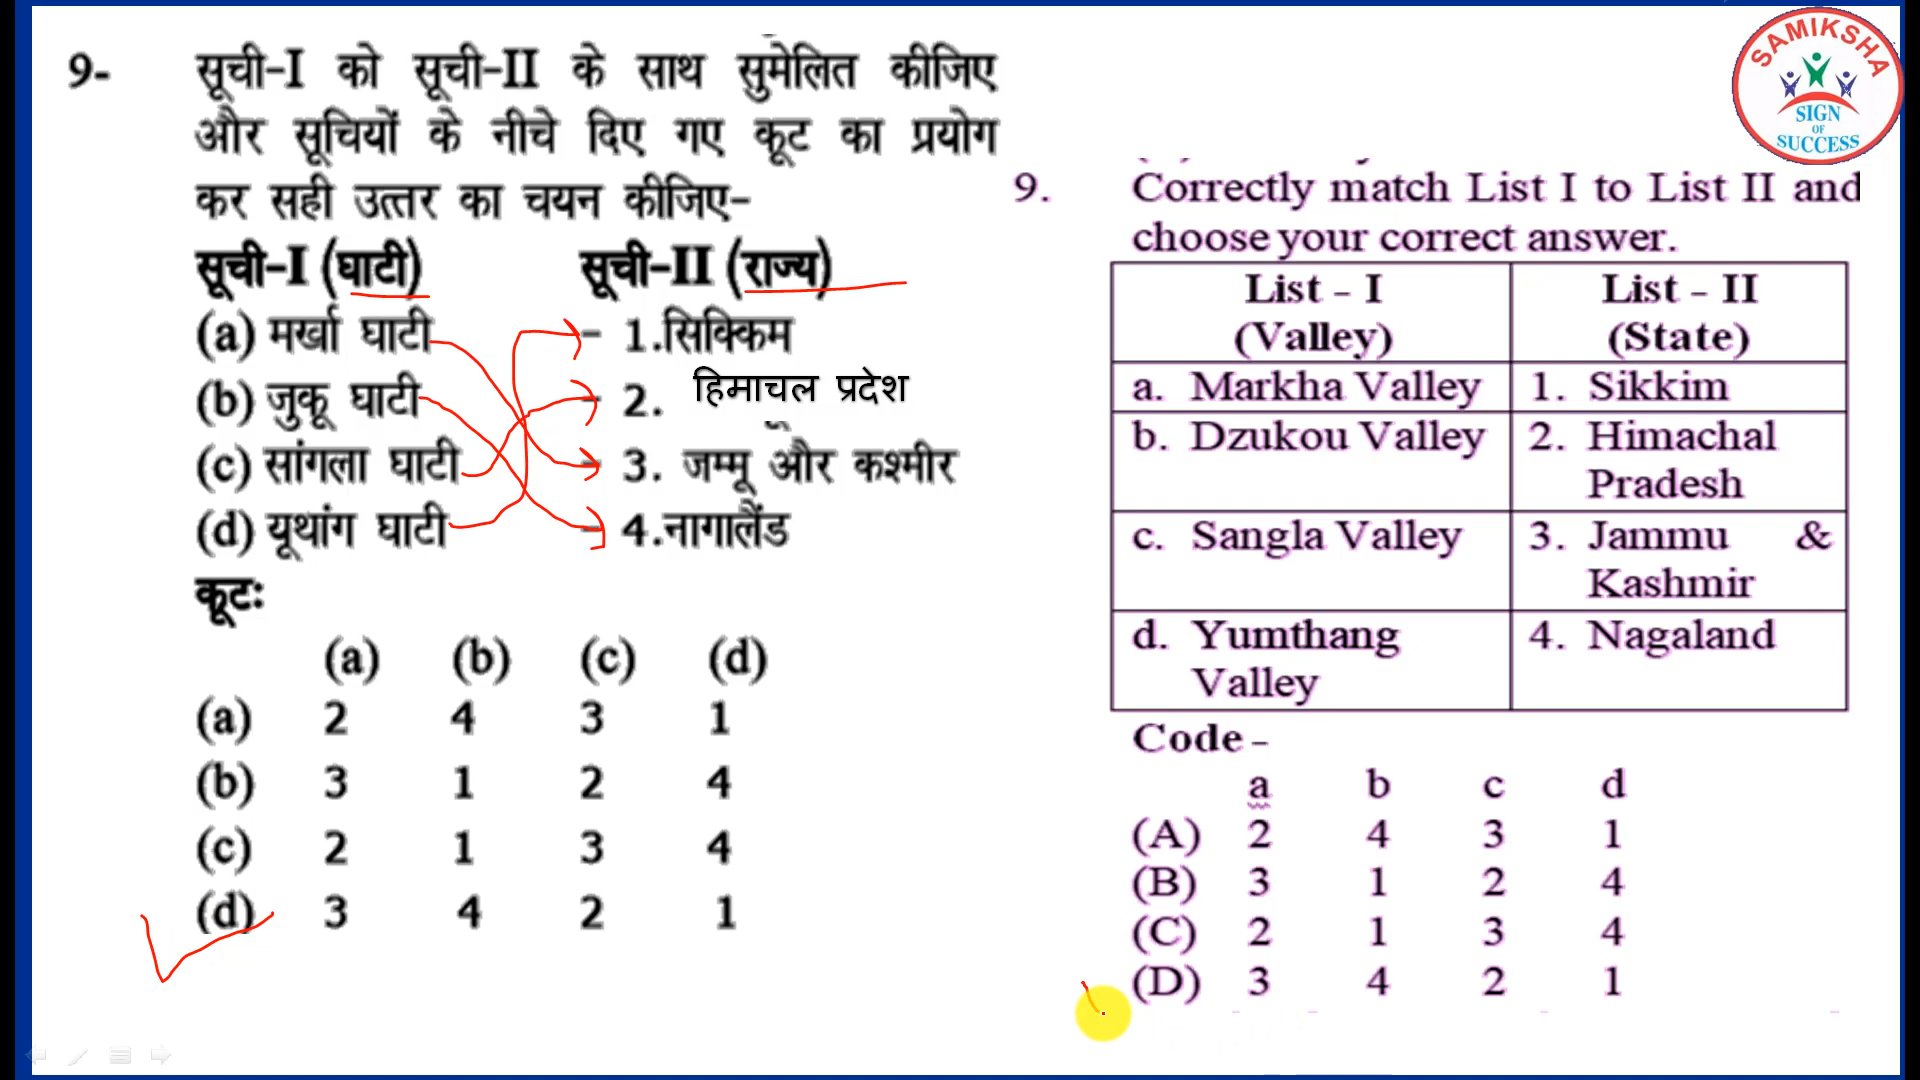 9- सूची-I को सूची-II के साथ सुमेलित कीजिए
और सूचियों के नीचे दिए गए कूट का प्रयोग
कर सही उत्तर का चयन कीजिए-
सूची-I (घाटी) सूची-II (राज्य)
(a) मर्खा घाटी - 1.सिक्किम
(b) जुकू घाटी - 2. हिमाचल प्रदेश
(c) सांगला घाटी - 3. जम्मू और कश्मीर
(d) यूथांग घाटी - 4.नागालैंड
कूटः
(a) (b) (c) (d)
(a) 2 4 3 1
(b) 3 1 2 4
(c) 2 1 3 4
(d) 3 4 2 1
SAMIKSHA
SIGN
OF
SUCCESS
9. Correctly match List I to List II and
choose your correct answer.
List - I List - II
(Valley) (State)
a. Markha Valley 1. Sikkim
b. Dzukou Valley 2. Himachal
Pradesh
c. Sangla Valley 3. Jammu &
Kashmir
d. Yumthang 4. Nagaland
Valley
Code -
a b c d
(A) 2 4 3 1
(B) 3 1 2 4
(C) 2 1 3 4
(D) 3 4 2 1